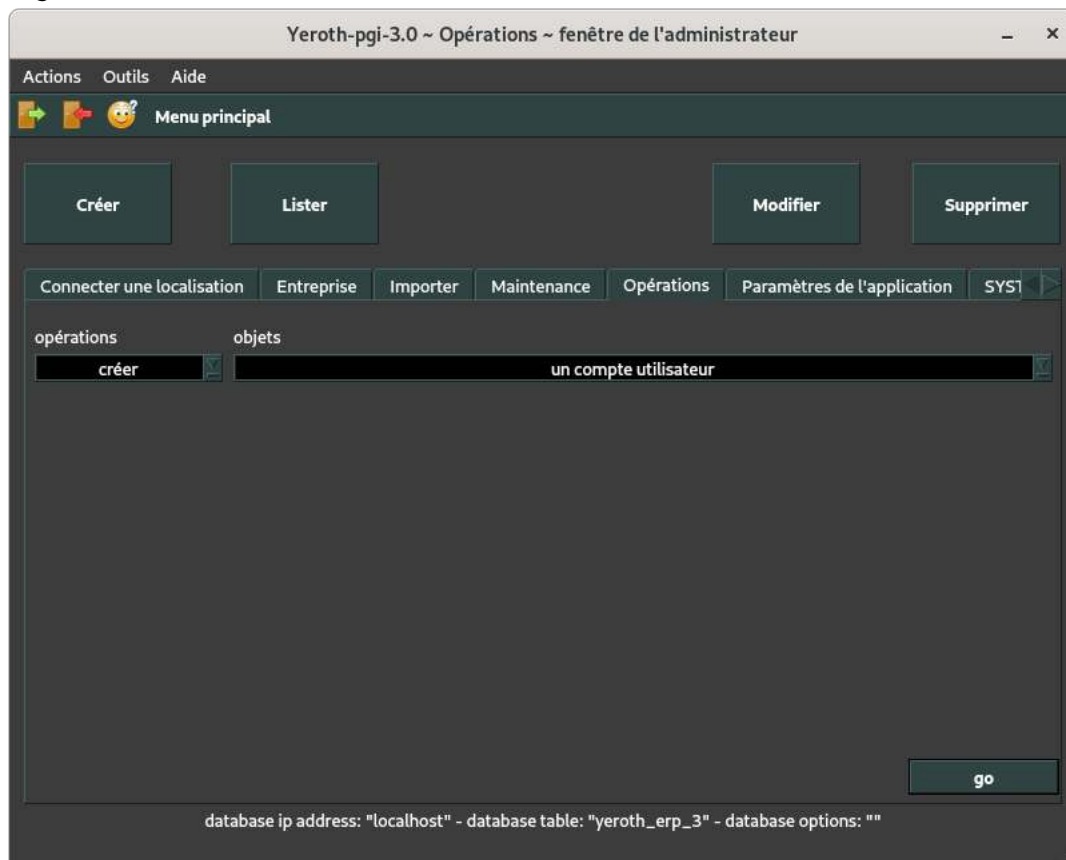 Yeroth-pgi-3.0 ~ Opérations ~ fenêtre de l'administrateur
Actions Outils Aide
Menu principal
Créer Lister Modifier Supprimer
Connecter une localisation Entreprise Importer Maintenance Opérations Paramètres de l'application SYST
opérations objets
créer un compte utilisateur
go
database ip address: "localhost" - database table: "yeroth_erp_3" - database options: ""